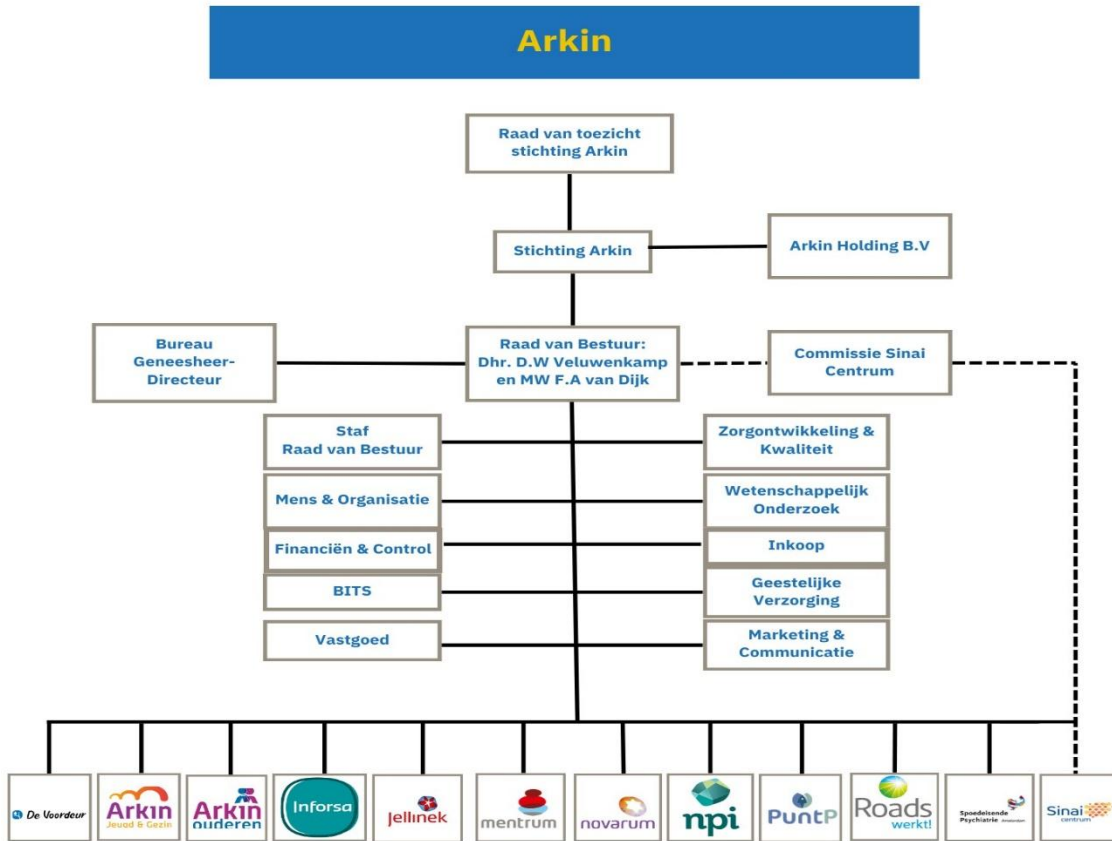 Arkin
Raad van toezicht
stichting Arkin
Stichting Arkin
Arkin Holding B.V
Bureau
Geneesheer-
Directeur
Raad van Bestuur:
Dhr. D.W Veluwenkamp
en MW F.A van Dijk
Commissie Sinai
Centrum
Staf
Raad van Bestuur
Zorgontwikkeling &
Kwaliteit
Mens & Organisatie
Wetenschappelijk
Onderzoek
Financiën & Control
Inkoop
BITS
Geestelijke
Verzorging
Vastgoed
Marketing &
Communicatie
De Voordeur
Arkin
Jeugd & Gezin
Arkin
ouderen
Inforsa
Jellinek
mentrum
novarum
npi
PuntP
Roads
werkt!
Spoedeisende
Psychiatrie Amsterdam
Sinai
centrum